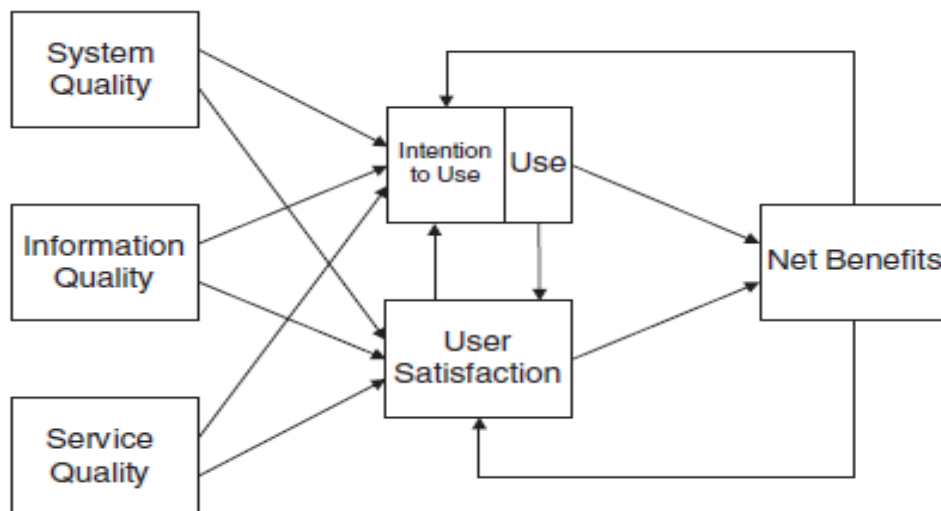 System
Quality
Intention
to Use
Use
Information
Quality
Net Benefits
User
Satisfaction
Service
Quality